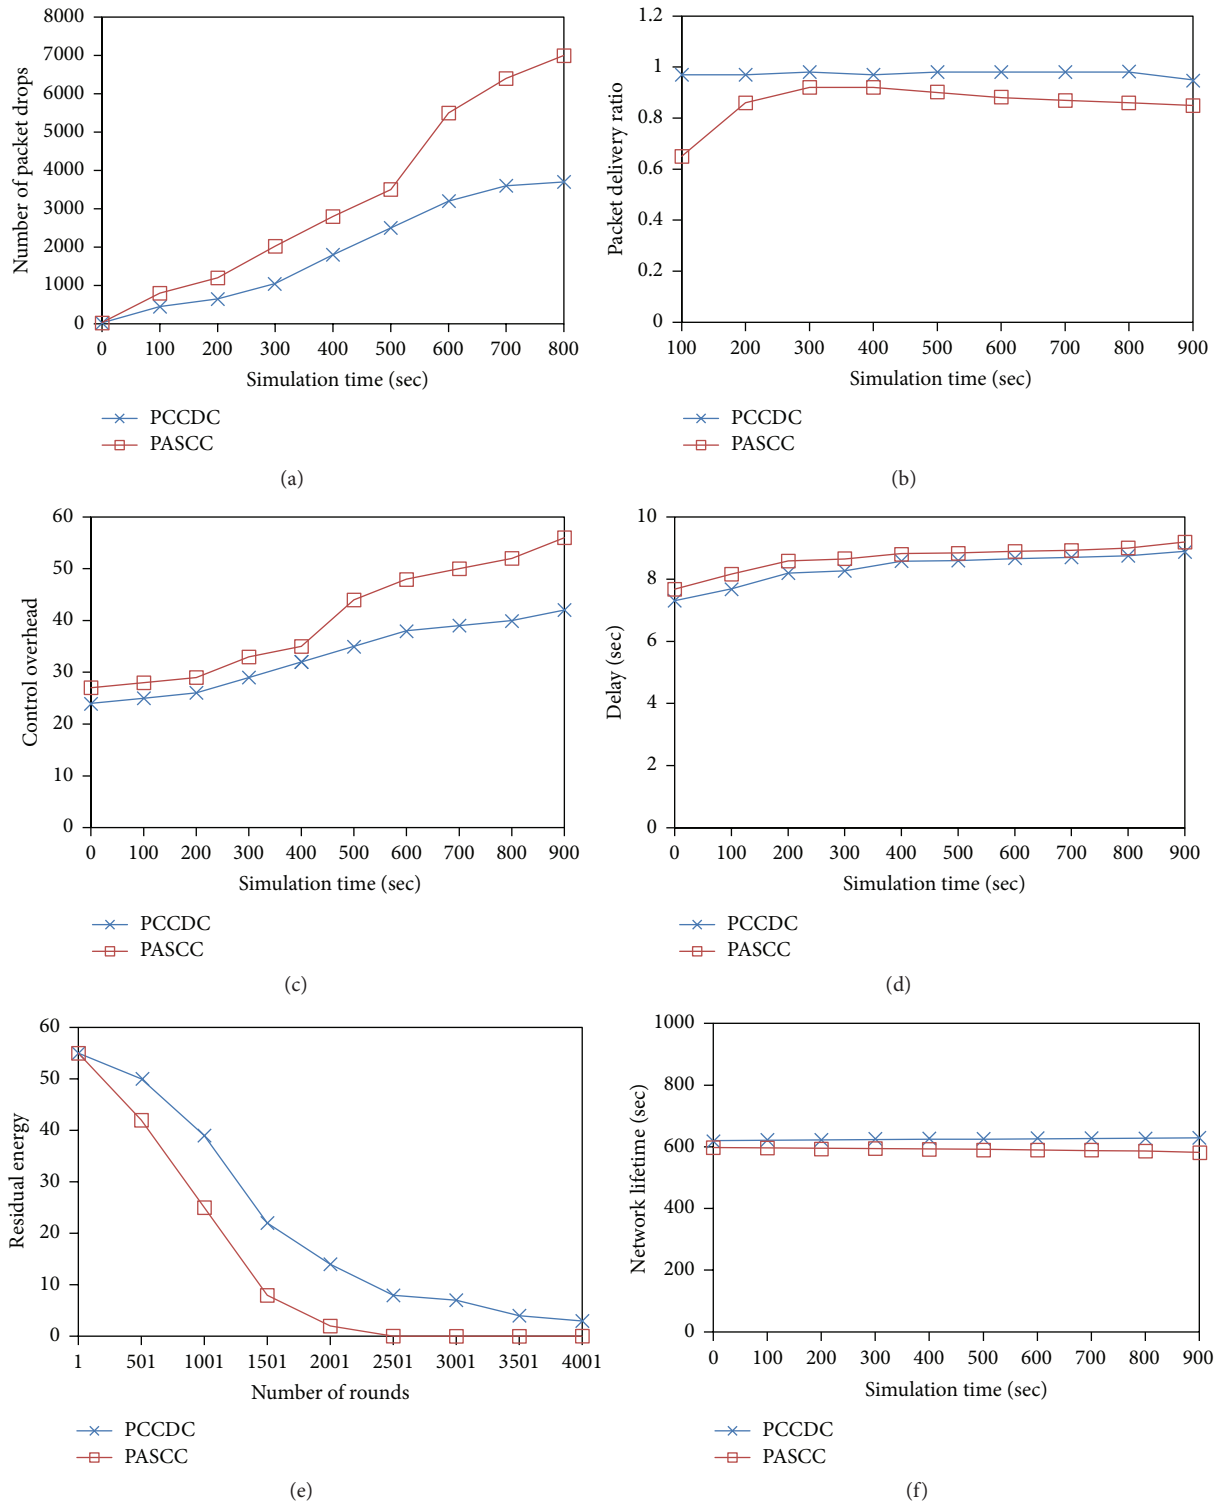 8000
7000
6000
5000
4000
3000
2000
1000
0
Number of packet drops
0 100 200 300 400 500 600 700 800
Simulation time (sec)
PCCDC
PASCC
(a)
1.2
1
0.8
0.6
0.4
0.2
0
Packet delivery ratio
100 200 300 400 500 600 700 800 900
Simulation time (sec)
PCCDC
PASCC
(b)
60
50
40
30
20
10
0
Control overhead
0 100 200 300 400 500 600 700 800 900
Simulation time (sec)
PCCDC
PASCC
(c)
10
8
6
4
2
0
Delay (sec)
0 100 200 300 400 500 600 700 800 900
Simulation time (sec)
PCCDC
PASCC
(d)
60
50
40
30
20
10
0
Residual energy
1 501 1001 1501 2001 2501 3001 3501 4001
Number of rounds
PCCDC
PASCC
(e)
1000
800
600
400
200
0
Network lifetime (sec)
0 100 200 300 400 500 600 700 800 900
Simulation time (sec)
PCCDC
PASCC
(f)